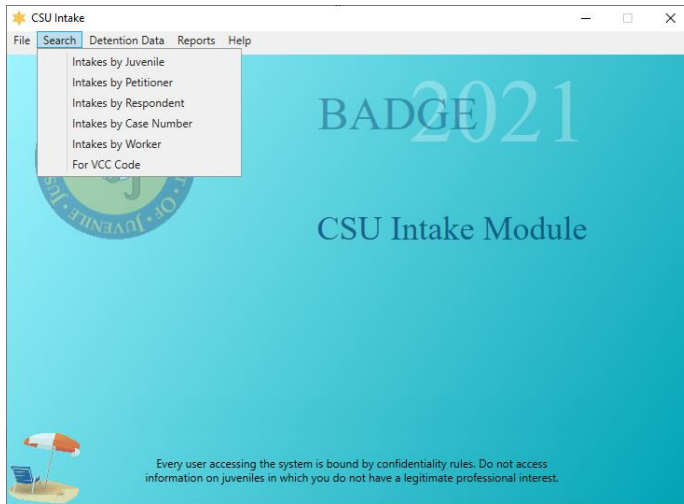 CSU Intake
File Search Detention Data Reports Help
Intakes by Juvenile
Intakes by Petitioner
Intakes by Respondent
Intakes by Case Number
Intakes by Worker
For VCC Code
BADGE 2021
OF JUVENILE JUS
CSU Intake Module
Every user accessing the system is bound by confidentiality rules. Do not access
information on juveniles in which you do not have a legitimate professional interest.